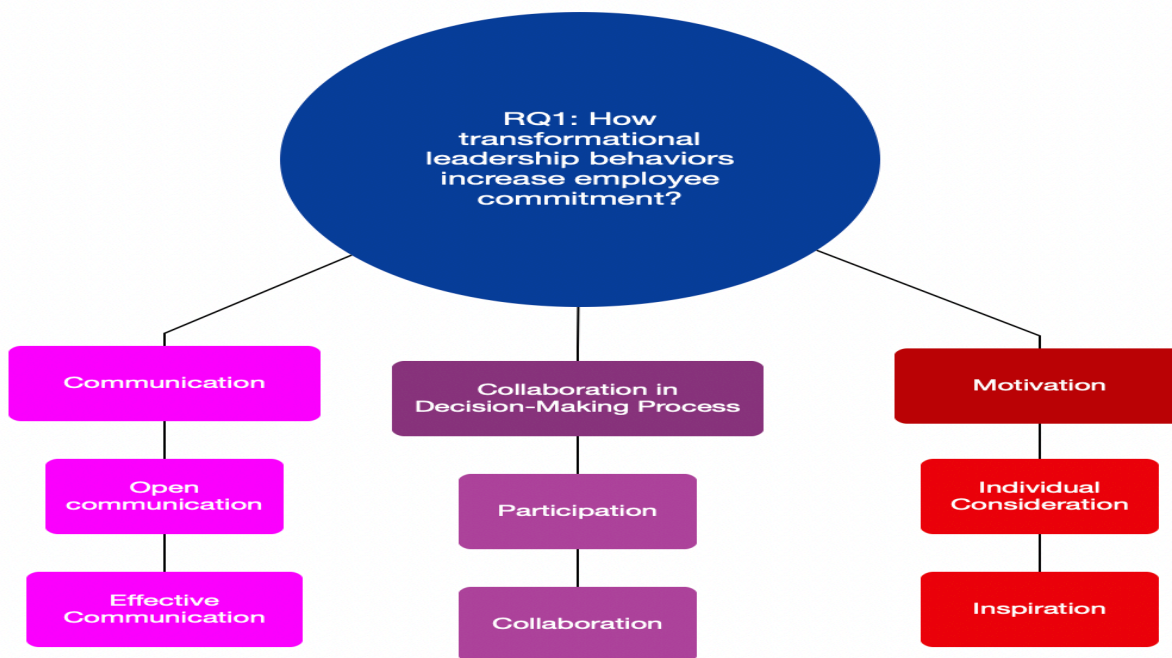 RQ1: How
transformational
leadership behaviors
increase employee
commitment?
Communication
Open
communication
Effective
Communication
Collaboration in
Decision-Making Process
Participation
Collaboration
Motivation
Individual
Consideration
Inspiration